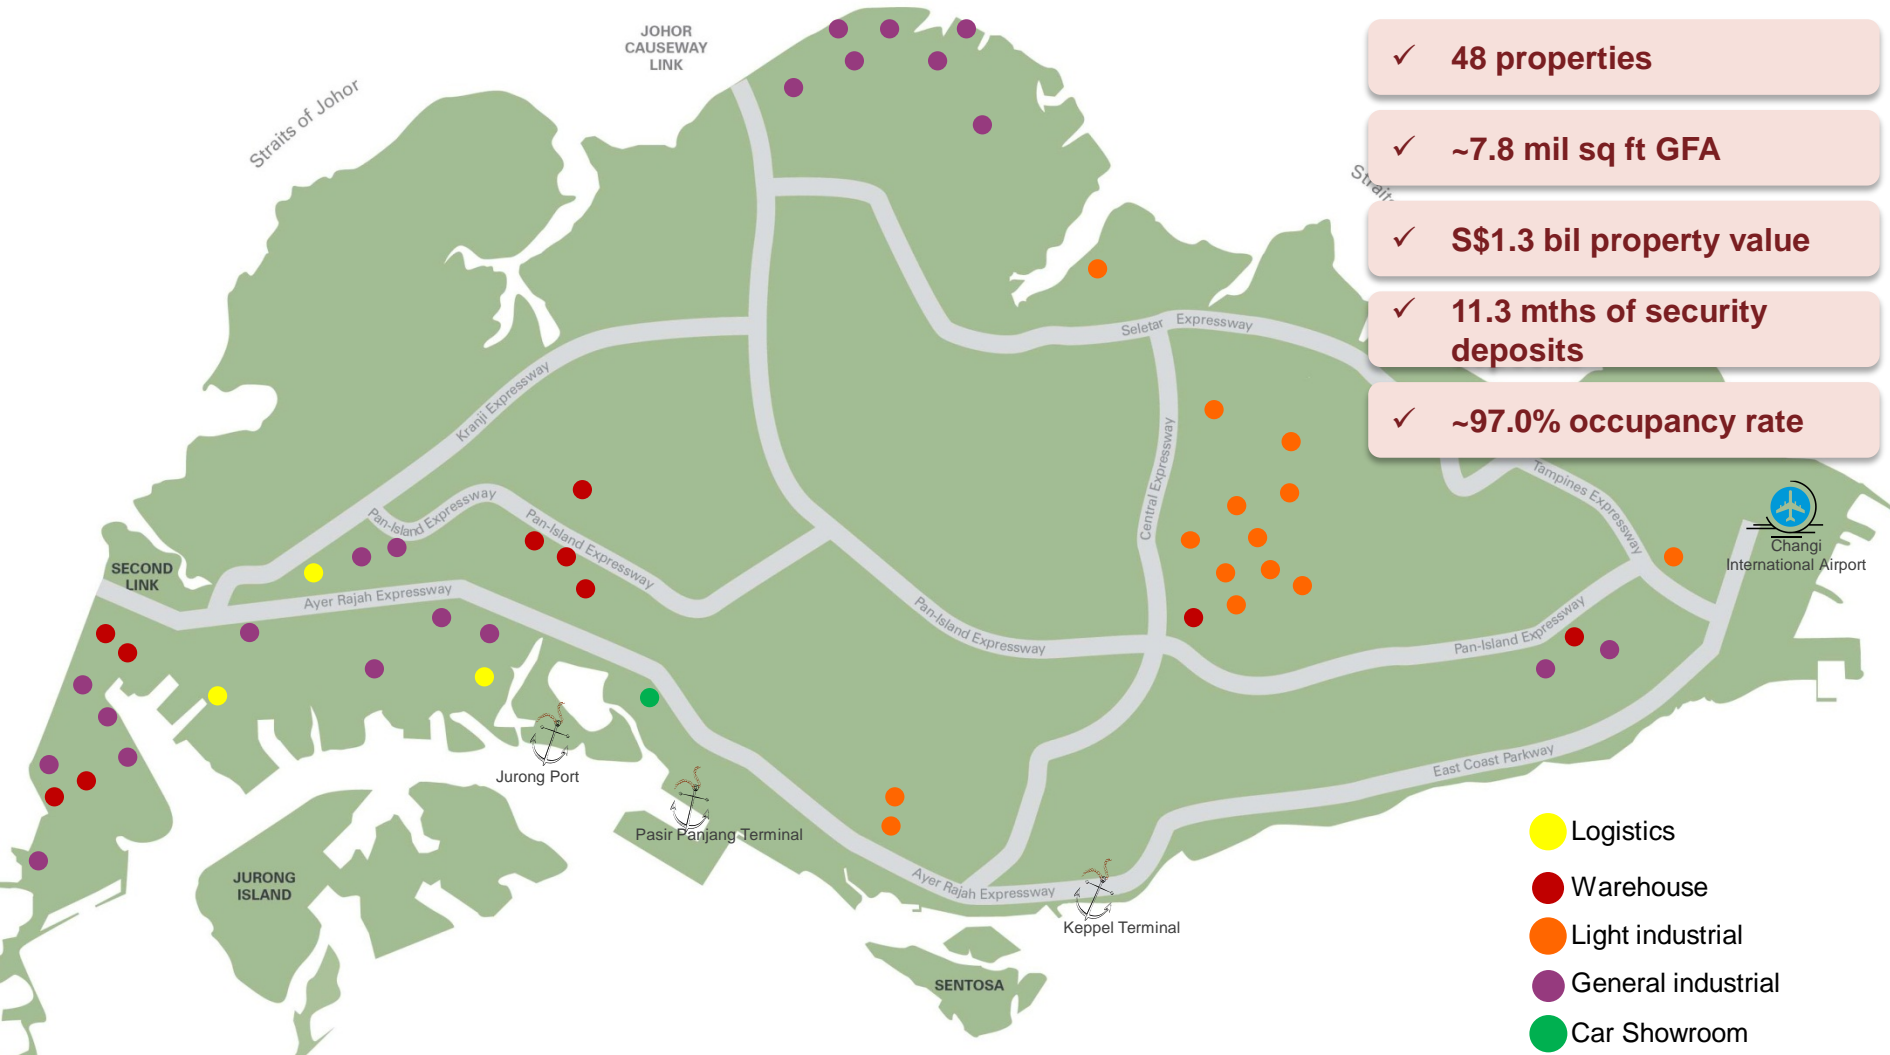 JOHOR
CAUSEWAY
LINK
Straits of Johor
✓ 48 properties
✓ ~7.8 mil sq ft GFA
Straits
✓ S$1.3 bil property value
✓ 11.3 mths of security
deposits
✓ ~97.0% occupancy rate
Seletar Expressway
Kranji Expressway
Central Expressway
Tampines Expressway
Pan-Island Expressway
Pan-Island Expressway
Changi
International Airport
SECOND
LINK
Ayer Rajah Expressway
Pan-Island Expressway
Pan-Island Expressway
East Coast Parkway
Jurong Port
Pasir Panjang Terminal
JURONG
ISLAND
Ayer Rajah Expressway
Keppel Terminal
SENTOSA
Logistics
Warehouse
Light industrial
General industrial
Car Showroom